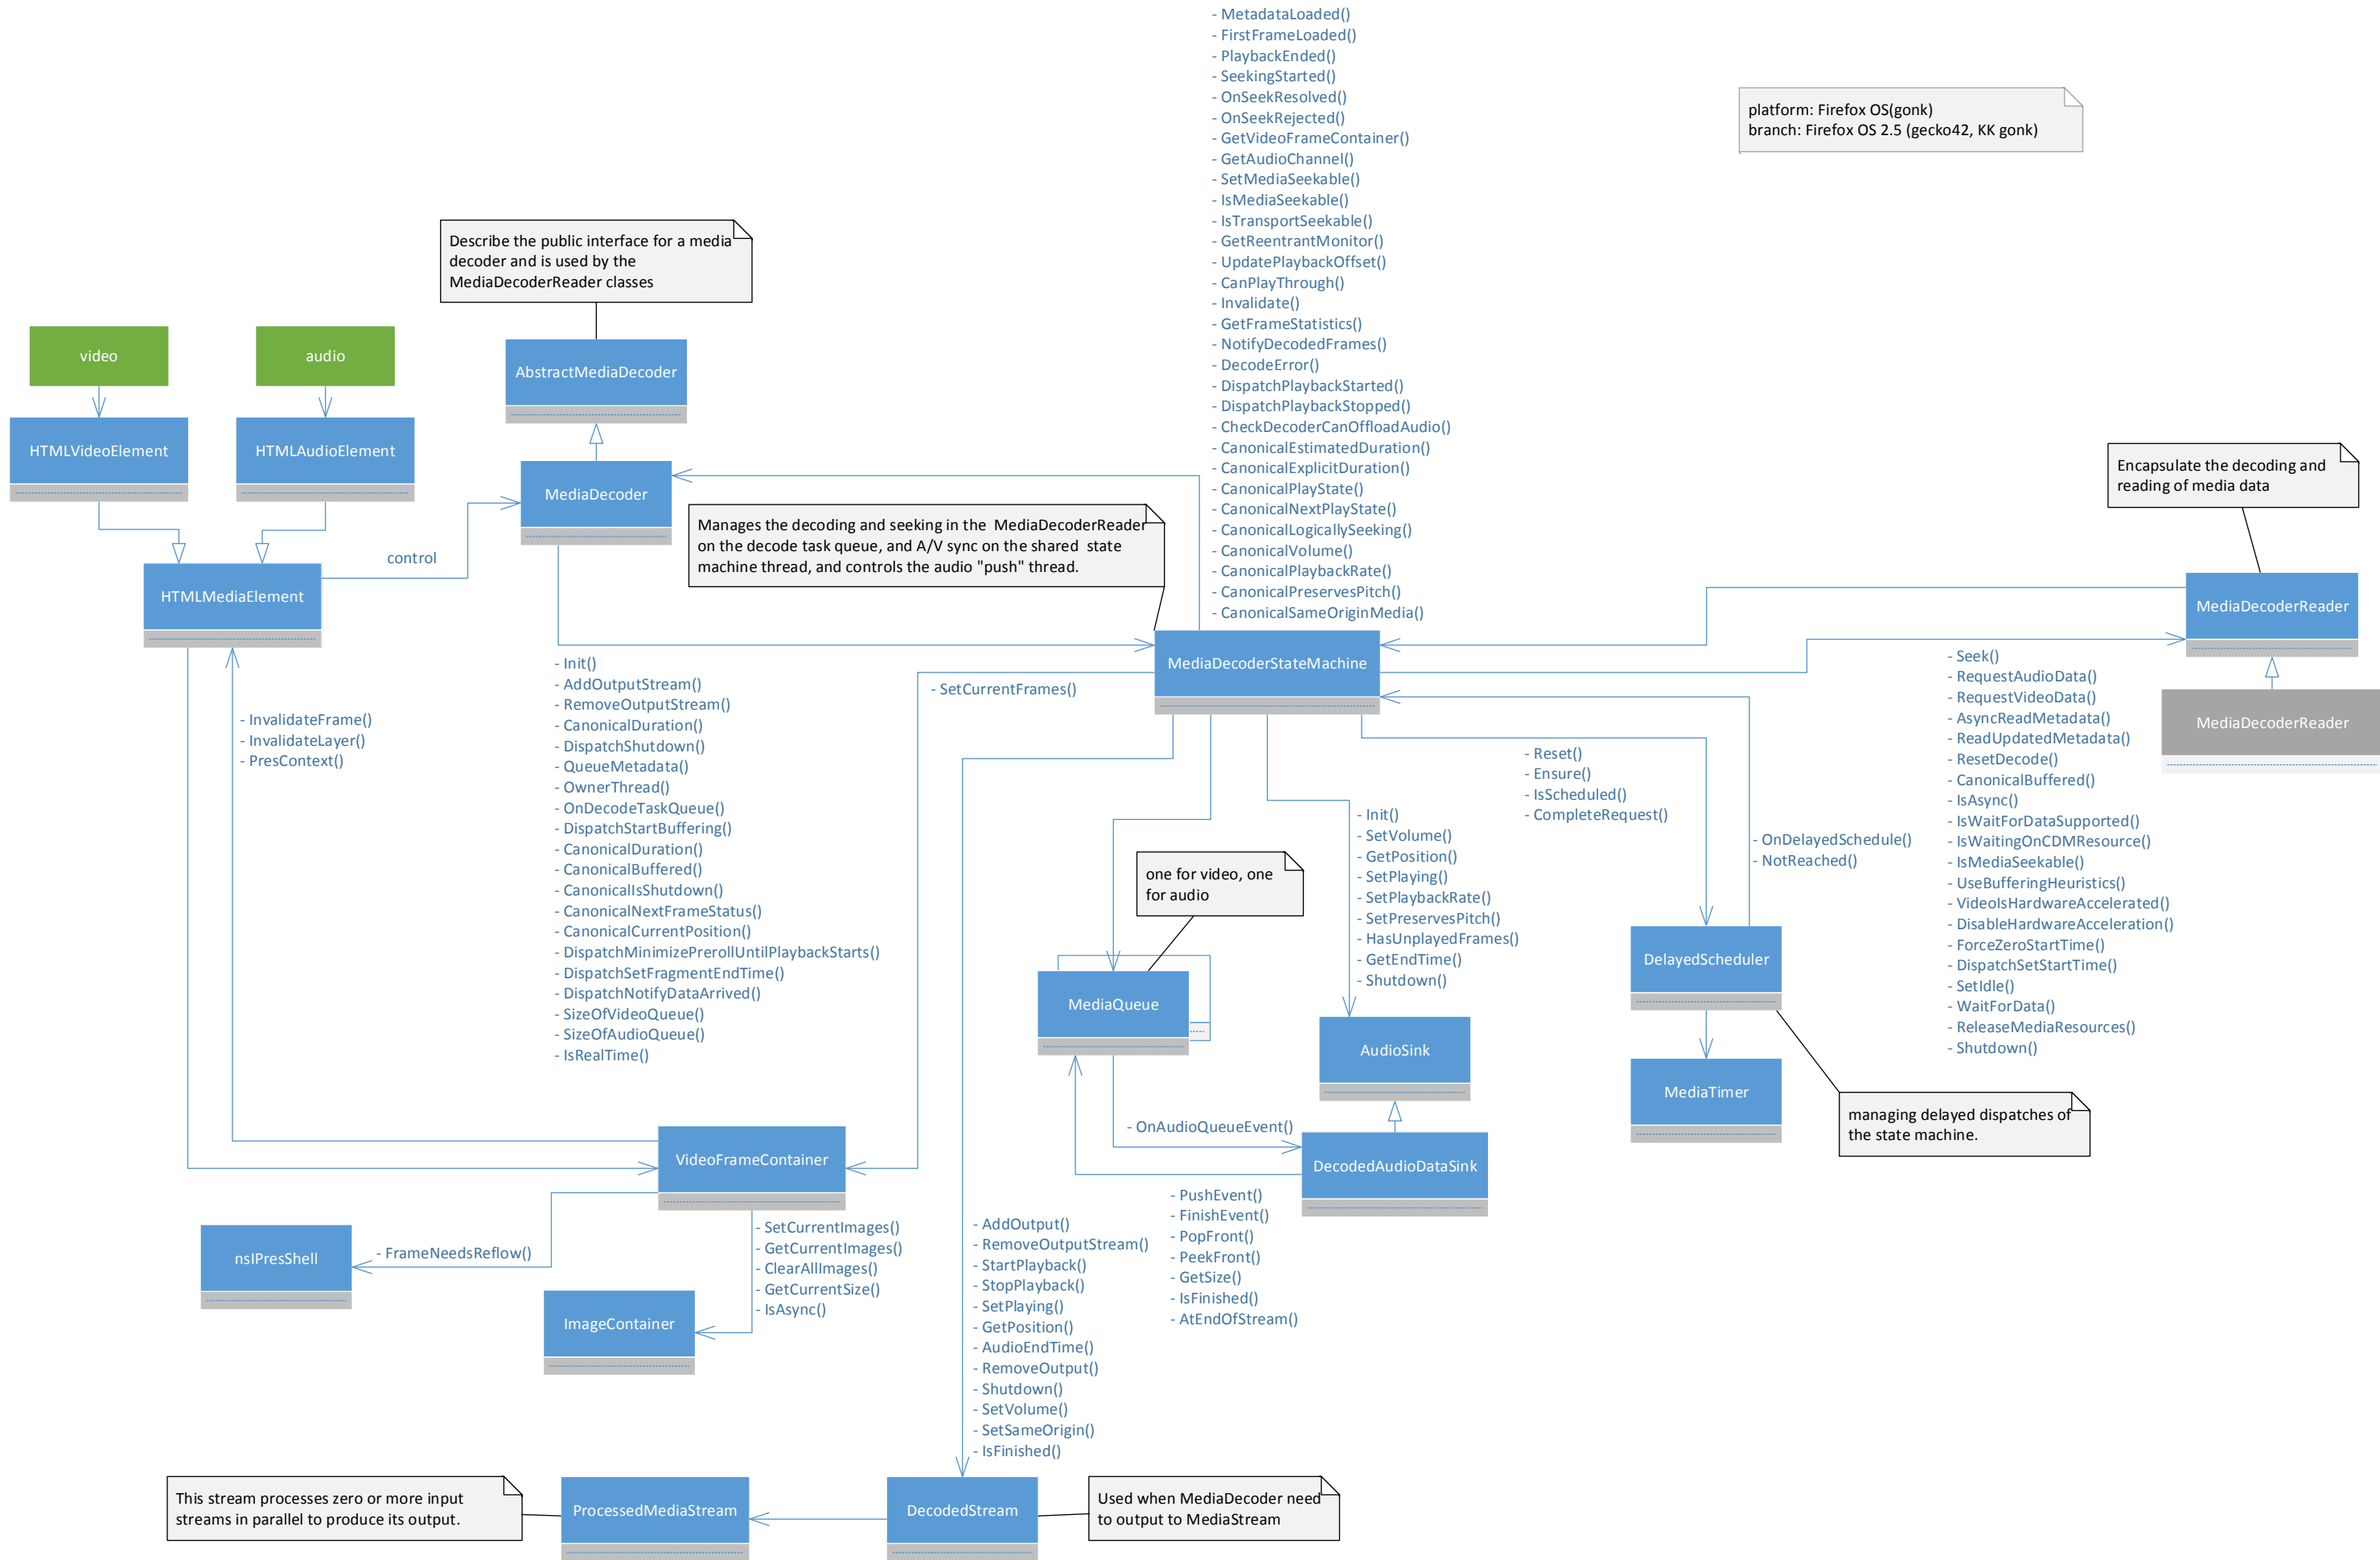 - MetadataLoaded()
- FirstFrameLoaded()
- PlaybackEnded()
- SeekingStarted()
- OnSeekResolved()
- OnSeekRejected()
- GetVideoFrameContainer()
- GetAudioChannel()
- SetMediaSeekable()
- IsMediaSeekable()
- IsTransportSeekable()
- GetReentrantMonitor()
- UpdatePlaybackOffset()
- CanPlayThrough()
- Invalidate()
- GetFrameStatistics()
- NotifyDecodedFrames()
- DecodeError()
- DispatchPlaybackStarted()
- DispatchPlaybackStopped()
- CheckDecoderCanOffloadAudio()
- CanonicalEstimatedDuration()
- CanonicalExplicitDuration()
- CanonicalPlayState()
- CanonicalNextPlayState()
- CanonicalLogicallySeeking()
- CanonicalVolume()
- CanonicalPlaybackRate()
- CanonicalPreservesPitch()
- CanonicalSameOriginMedia()
platform: Firefox OS(gonk)
branch: Firefox OS 2.5 (gecko42, KK gonk)
Describe the public interface for a media
decoder and is used by the
MediaDecoderReader classes
video
audio
AbstractMediaDecoder
HTMLVideoElement
HTMLAudioElement
MediaDecoder
Encapsulate the decoding and
reading of media data
Manages the decoding and seeking in the  MediaDecoderReader
on the decode task queue, and A/V sync on the shared  state
machine thread, and controls the audio "push" thread.
control
HTMLMediaElement
MediaDecoderReader
MediaDecoderStateMachine
MediaDecoderReader
- Init()
- AddOutputStream()
- RemoveOutputStream()
- CanonicalDuration()
- DispatchShutdown()
- QueueMetadata()
- OwnerThread()
- OnDecodeTaskQueue()
- DispatchStartBuffering()
- CanonicalDuration()
- CanonicalBuffered()
- CanonicalIsShutdown()
- CanonicalNextFrameStatus()
- CanonicalCurrentPosition()
- DispatchMinimizePrerollUntilPlaybackStarts()
- DispatchSetFragmentEndTime()
- DispatchNotifyDataArrived()
- SizeOfVideoQueue()
- SizeOfAudioQueue()
- IsRealTime()
- SetCurrentFrames()
- InvalidateFrame()
- InvalidateLayer()
- PresContext()
- Seek()
- RequestAudioData()
- RequestVideoData()
- AsyncReadMetadata()
- ReadUpdatedMetadata()
- ResetDecode()
- CanonicalBuffered()
- IsAsync()
- IsWaitForDataSupported()
- IsWaitingOnCDMResource()
- IsMediaSeekable()
- UseBufferingHeuristics()
- VideoIsHardwareAccelerated()
- DisableHardwareAcceleration()
- ForceZeroStartTime()
- DispatchSetStartTime()
- SetIdle()
- WaitForData()
- ReleaseMediaResources()
- Shutdown()
- Reset()
- Ensure()
- IsScheduled()
- CompleteRequest()
- OnDelayedSchedule()
- NotReached()
- Init()
- SetVolume()
- GetPosition()
- SetPlaying()
- SetPlaybackRate()
- SetPreservesPitch()
- HasUnplayedFrames()
- GetEndTime()
- Shutdown()
one for video, one
for audio
MediaQueue
DelayedScheduler
AudioSink
MediaTimer
managing delayed dispatches of
the state machine.
- OnAudioQueueEvent()
DecodedAudioDataSink
VideoFrameContainer
- PushEvent()
- FinishEvent()
- PopFront()
- PeekFront()
- GetSize()
- IsFinished()
- AtEndOfStream()
nsIPresShell
- FrameNeedsReflow()
- SetCurrentImages()
- GetCurrentImages()
- ClearAllImages()
- GetCurrentSize()
- IsAsync()
ImageContainer
- AddOutput()
- RemoveOutputStream()
- StartPlayback()
- StopPlayback()
- SetPlaying()
- GetPosition()
- AudioEndTime()
- RemoveOutput()
- Shutdown()
- SetVolume()
- SetSameOrigin()
- IsFinished()
This stream processes zero or more input
streams in parallel to produce its output.
ProcessedMediaStream
DecodedStream
Used when MediaDecoder need
to output to MediaStream